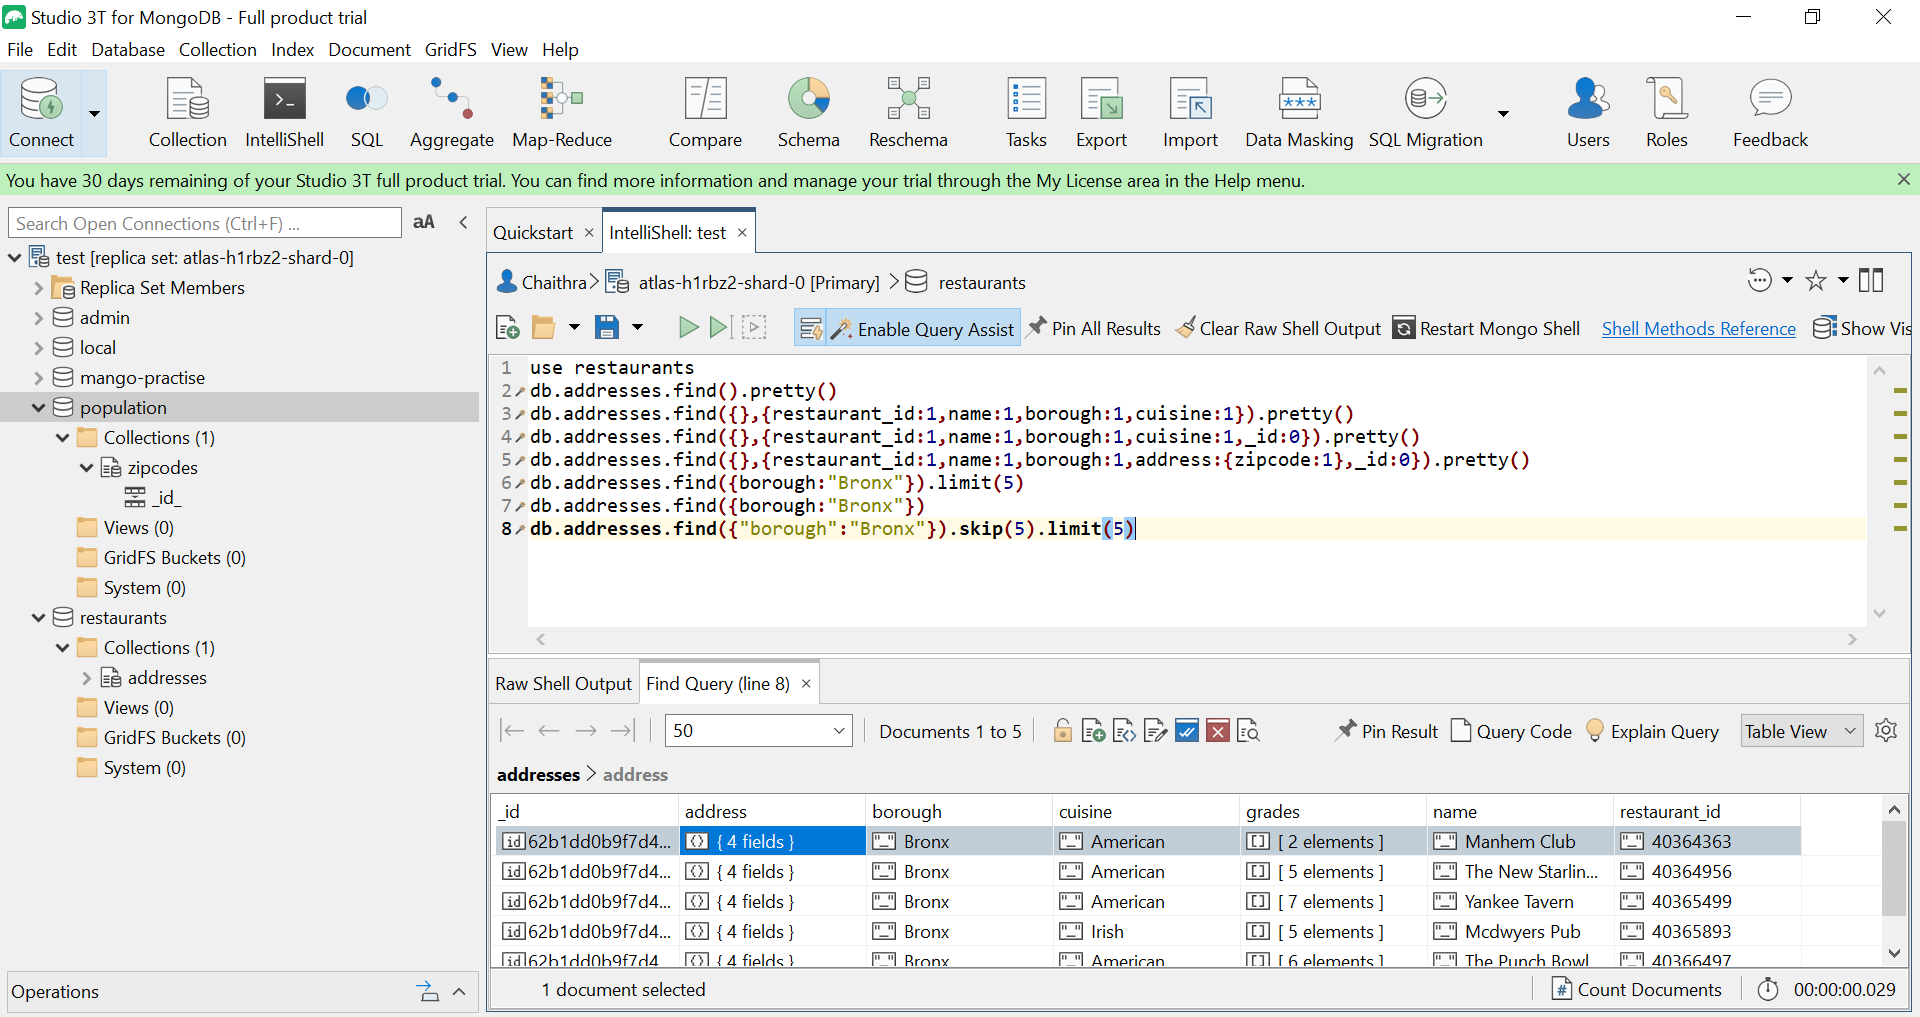 Studio 3T for MongoDB - Full product trial
File Edit Database Collection Index Document GridFS View Help
Connect Collection IntelliShell SQL Aggregate Map-Reduce Compare Schema Reschema Tasks Export Import Data Masking SQL Migration Users Roles Feedback
You have 30 days remaining of your Studio 3T full product trial. You can find more information and manage your trial through the My License area in the Help menu.
Search Open Connections (Ctrl+F) ... aA
test [replica set: atlas-h1rbz2-shard-0]
Replica Set Members
admin
local
mango-practise
population
Collections (1)
zipcodes
_id_
Views (0)
GridFS Buckets (0)
System (0)
restaurants
Collections (1)
addresses
Views (0)
GridFS Buckets (0)
System (0)
Operations
Quickstart IntelliShell: test
Chaithra atlas-h1rbz2-shard-0 [Primary] restaurants
Enable Query Assist Pin All Results Clear Raw Shell Output Restart Mongo Shell Shell Methods Reference Show Vis
1 use restaurants
2 db.addresses.find().pretty()
3 db.addresses.find({},{restaurant_id:1,name:1,borough:1,cuisine:1}).pretty()
4 db.addresses.find({},{restaurant_id:1,name:1,borough:1,cuisine:1,_id:0}).pretty()
5 db.addresses.find({},{restaurant_id:1,name:1,borough:1,address:{zipcode:1},_id:0}).pretty()
6 db.addresses.find({borough:"Bronx"}).limit(5)
7 db.addresses.find({borough:"Bronx"})
8 db.addresses.find({"borough":"Bronx"}).skip(5).limit(5)
Raw Shell Output Find Query (line 8)
50 Documents 1 to 5 Pin Result Query Code Explain Query Table View
addresses > address
_id address borough cuisine grades name restaurant_id
62b1dd0b9f7d4... { 4 fields } Bronx American [ 2 elements ] Manhem Club 40364363
62b1dd0b9f7d4... { 4 fields } Bronx American [ 5 elements ] The New Starlin... 40364956
62b1dd0b9f7d4... { 4 fields } Bronx American [ 7 elements ] Yankee Tavern 40365499
62b1dd0b9f7d4... { 4 fields } Bronx Irish [ 5 elements ] Mcdwyers Pub 40365893
62b1dd0b9f7d4... { 4 fields } Bronx American [ 6 elements ] The Punch Bowl 40366497
1 document selected Count Documents 00:00:00.029